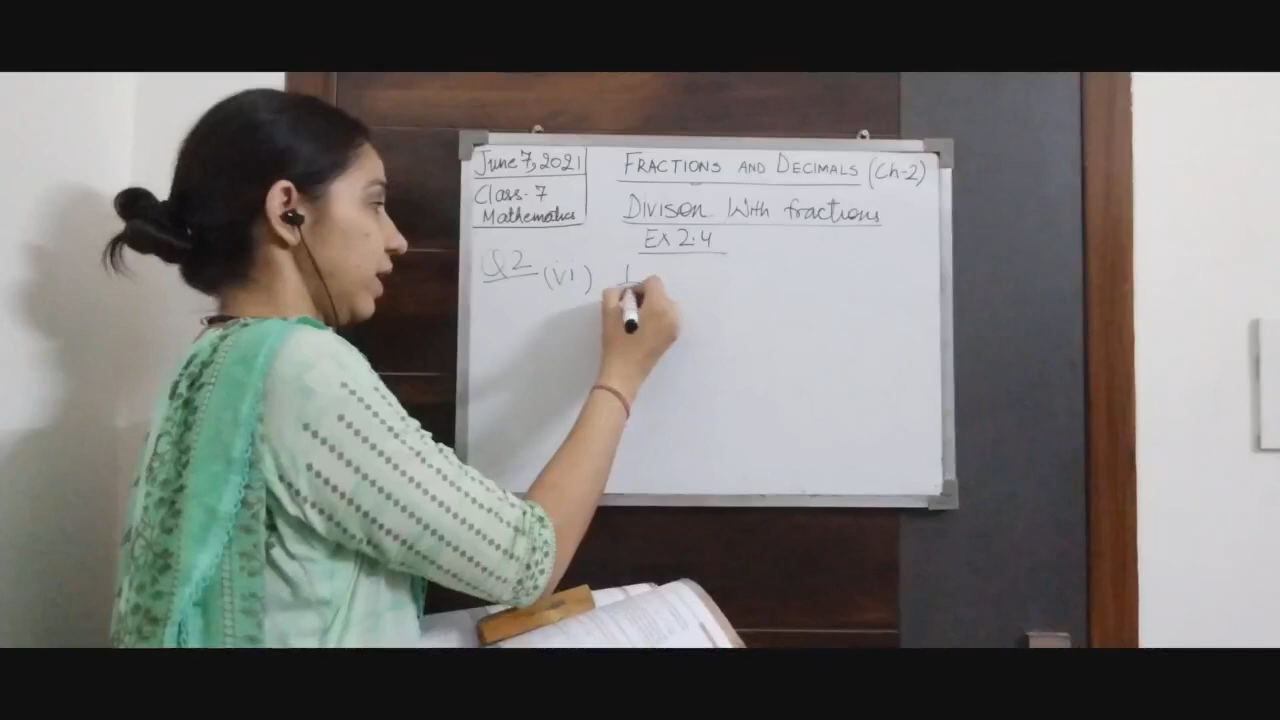 June 7, 2021
Class-7
Mathematics
FRACTIONS AND DECIMALS (Ch-2)
DIVISON With fractions
Ex 2.4
Q2 (vi) 1